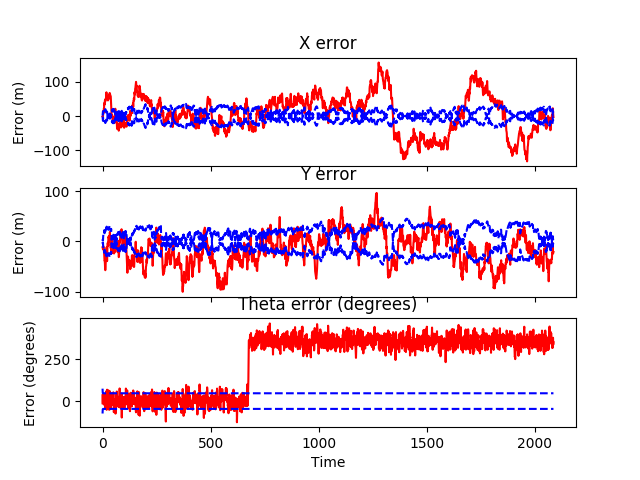 X error
Error (m)
100
0
−100
Y error
Error (m)
100
0
−100
Theta error (degrees)
Error (degrees)
250
0
0
500
1000
1500
2000
Time